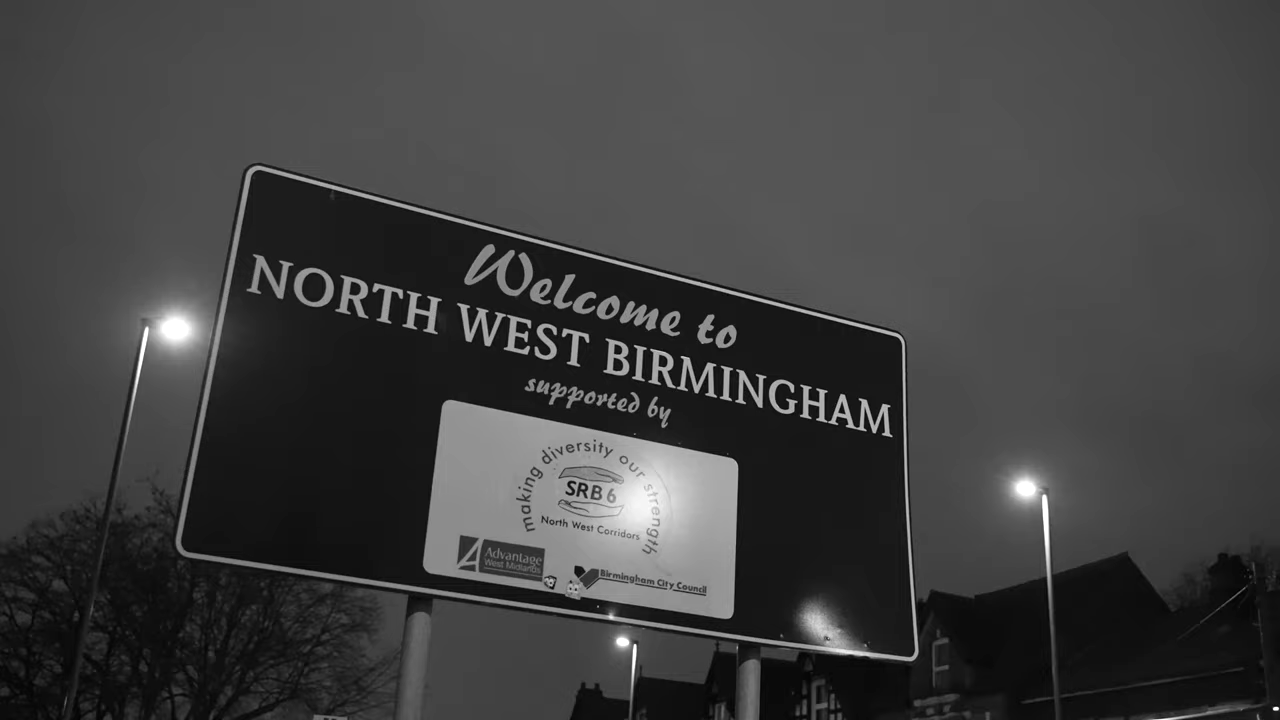 Welcome to
NORTH WEST BIRMINGHAM
supported by
making diversity our strength
SRB6
North West Corridors
Advantage
West Midlands
Birmingham City Council